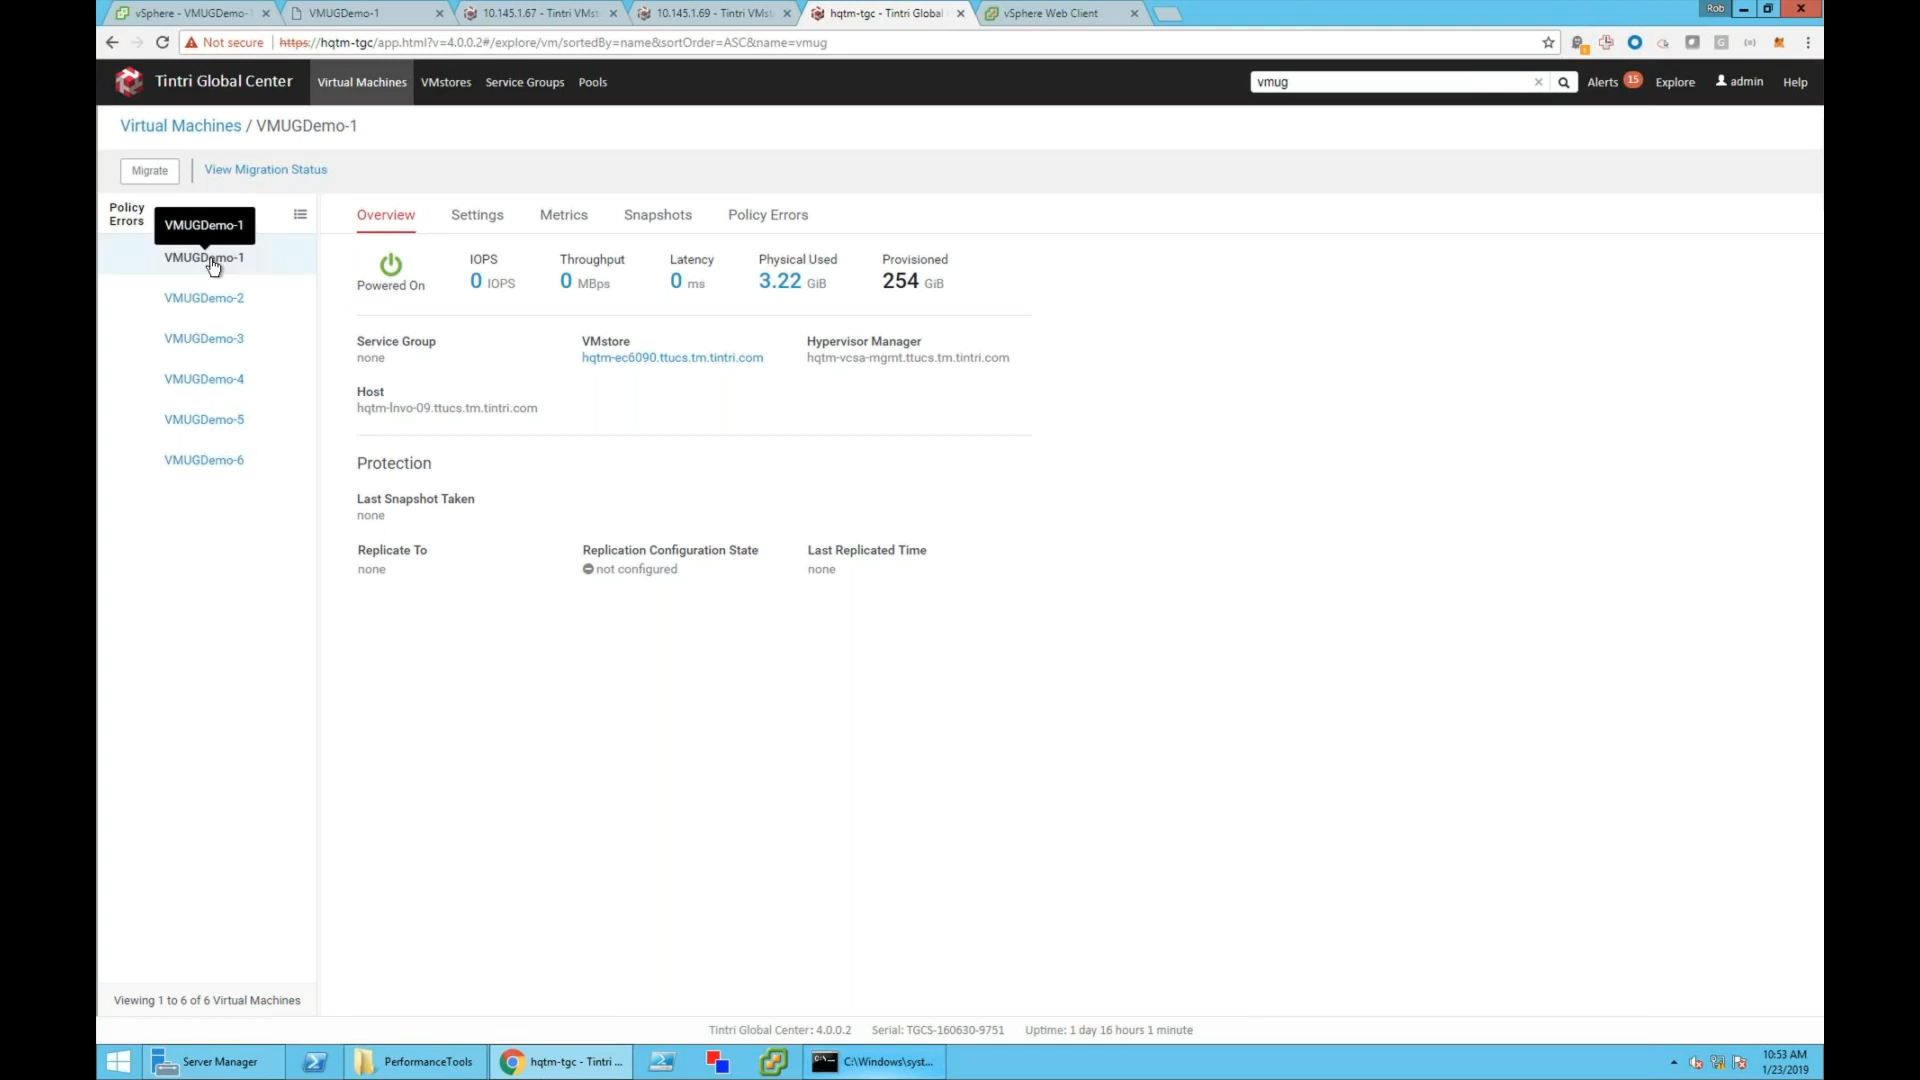 vSphere - VMUGDemo-
VMUGDemo-1
10.145.1.67 - Tintri VMst
10.145.1.69 - Tintri VMst
hqtm-tgc - Tintri Global
vSphere Web Client
Rob
Not secure | https://hqtm-tgc/app.html?v=4.0.0.2#/explore/vm/sortedBy=name&sortOrder=ASC&name=vmug
Tintri Global Center
Virtual Machines
VMstores
Service Groups
Pools
vmug
Alerts 15
Explore
admin
Help
Virtual Machines / VMUGDemo-1
Migrate
View Migration Status
Policy
Errors
VMUGDemo-1
VMUGDemo-1
VMUGDemo-2
VMUGDemo-3
VMUGDemo-4
VMUGDemo-5
VMUGDemo-6
Viewing 1 to 6 of 6 Virtual Machines
Overview
Settings
Metrics
Snapshots
Policy Errors
Powered On
IOPS
0 IOPS
Throughput
0 MBps
Latency
0 ms
Physical Used
3.22 GiB
Provisioned
254 GiB
Service Group
none
VMstore
hqtm-ec6090.ttucs.tm.tintri.com
Hypervisor Manager
hqtm-vcsa-mgmt.ttucs.tm.tintri.com
Host
hqtm-lnvo-09.ttucs.tm.tintri.com
Protection
Last Snapshot Taken
none
Replicate To
none
Replication Configuration State
not configured
Last Replicated Time
none
Tintri Global Center: 4.0.0.2
Serial: TGCS-160630-9751
Uptime: 1 day 16 hours 1 minute
Server Manager
PerformanceTools
hqtm-tgc - Tintri ...
C:\Windows\syst...
10:53 AM
1/23/2019